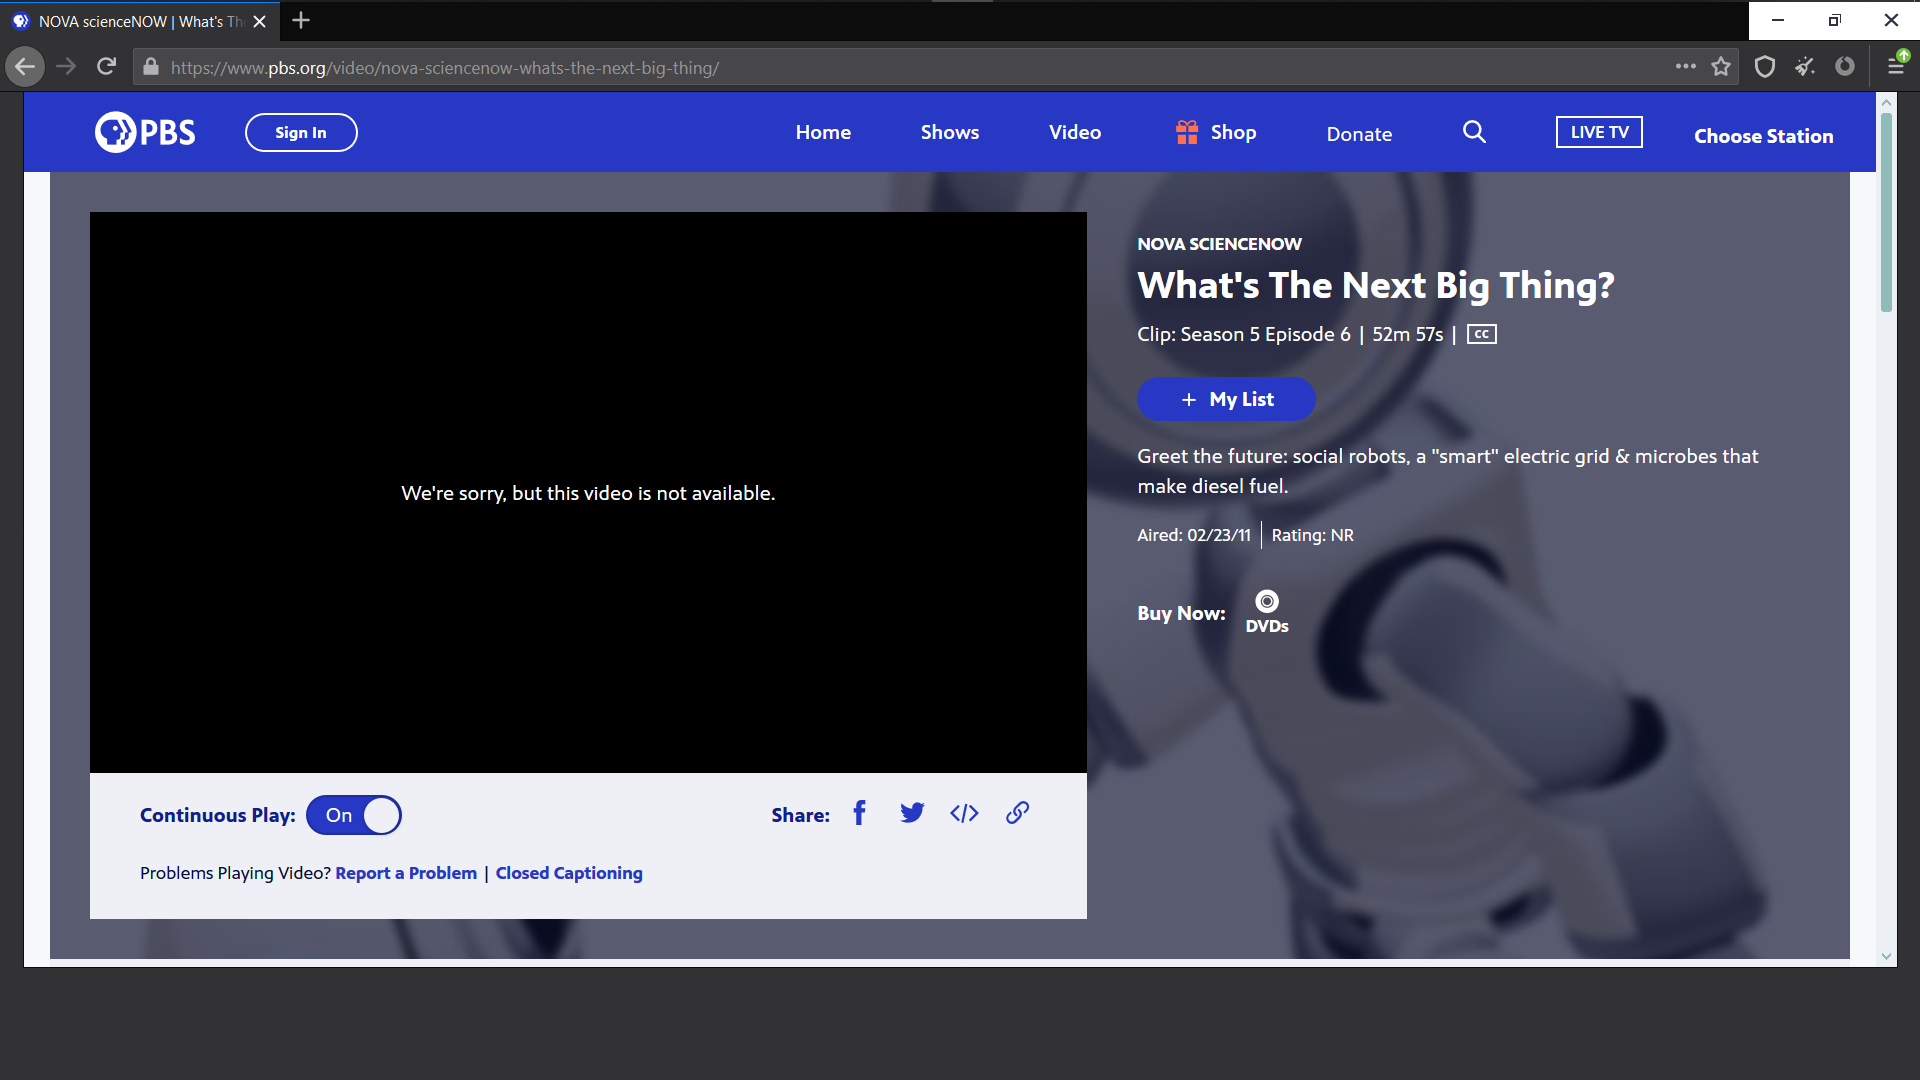 NOVA scienceNOW | What's Th
https://www.pbs.org/video/nova-sciencenow-whats-the-next-big-thing/
PBS
Sign In
Home
Shows
Video
Shop
Donate
LIVE TV
Choose Station
We're sorry, but this video is not available.
NOVA SCIENCENOW
What's The Next Big Thing?
Clip: Season 5 Episode 6 | 52m 57s | CC
+ My List
Greet the future: social robots, a "smart" electric grid & microbes that
make diesel fuel.
Aired: 02/23/11 | Rating: NR
Buy Now:
DVDs
Continuous Play: On
Share:
Problems Playing Video? Report a Problem | Closed Captioning